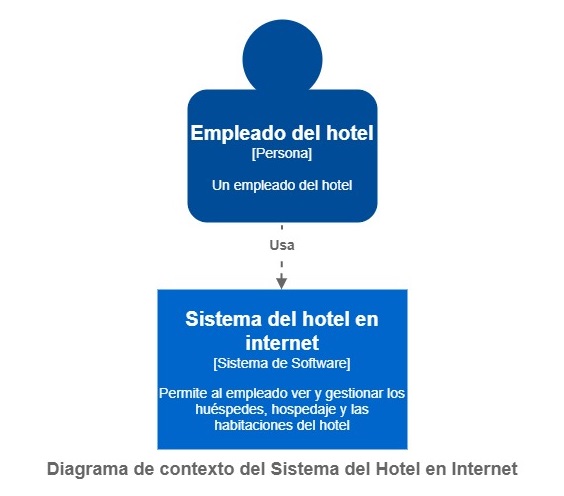 Empleado del hotel
[Persona]
Un empleado del hotel
Usa
Sistema del hotel en
internet
[Sistema de Software]
Permite al empleado ver y gestionar los
huéspedes, hospedaje y las
habitaciones del hotel
Diagrama de contexto del Sistema del Hotel en Internet